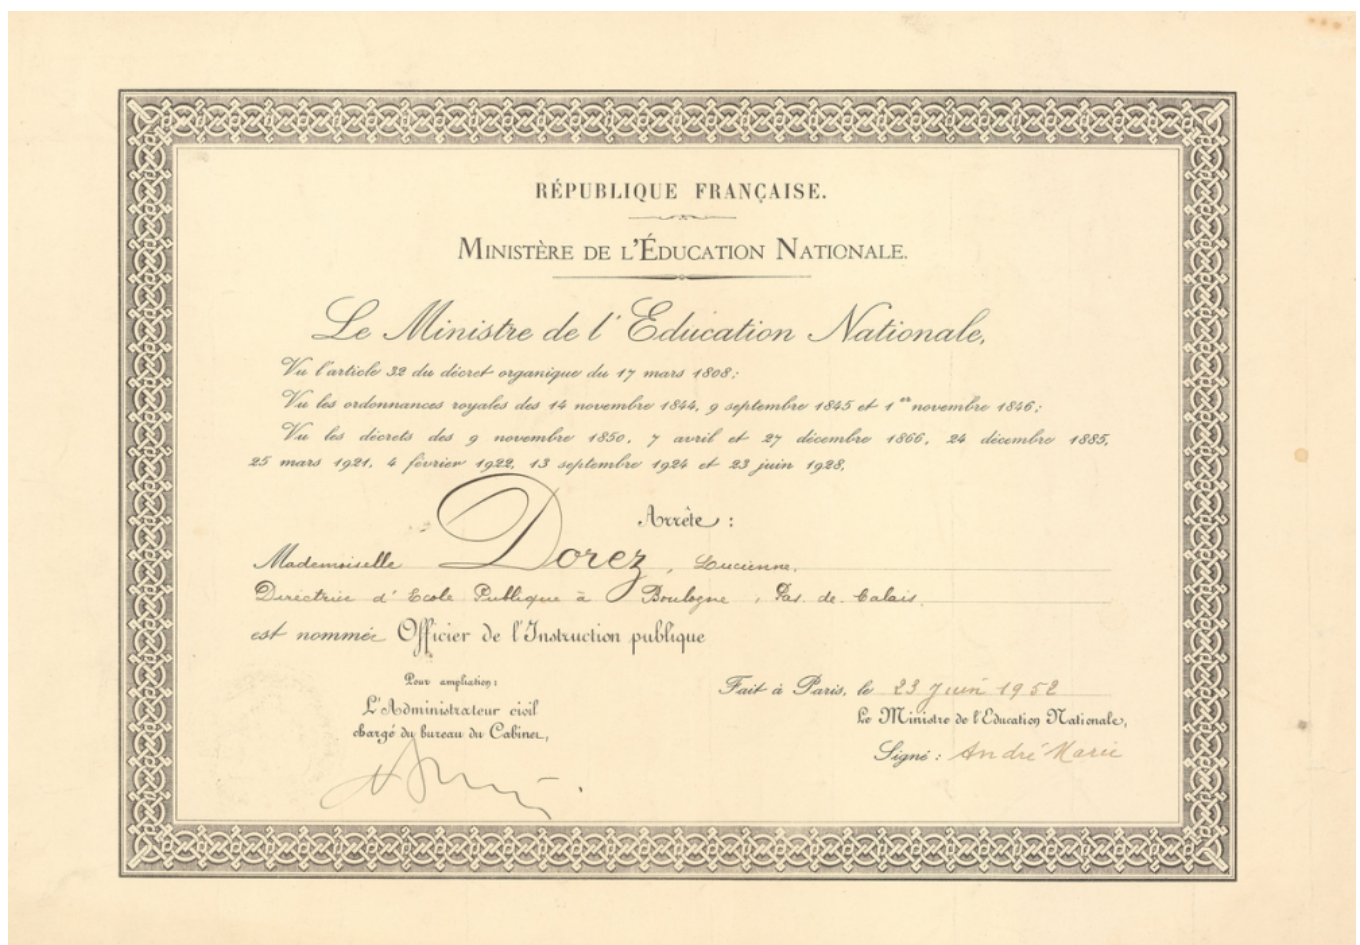 RÉPUBLIQUE FRANÇAISE.
MINISTÈRE DE L'ÉDUCATION NATIONALE.
Le Ministre de l'Education Nationale,
Vu l'article 32 du décret organique du 17 mars 1808;
Vu les ordonnances royales des 14 novembre 1844, 9 septembre 1845 et 1er novembre 1846;
Vu les décrets des 9 novembre 1850, 7 avril et 27 décembre 1866, 24 décembre 1885,
25 mars 1921, 4 février 1922, 13 septembre 1924 et 23 juin 1928,
Arrête :
Mademoiselle Dorez, Lucienne.
Directrice d'Ecole Publique à Boulogne, Pas. de. Calais.
est nommée Officier de l'Instruction publique
Pour ampliation:
L'Administrateur civil
chargé du bureau du Cabinet,
Fait à Paris, le 23 Juin 1952
Le Ministre de l'Education Nationale,
Signé : André Marie